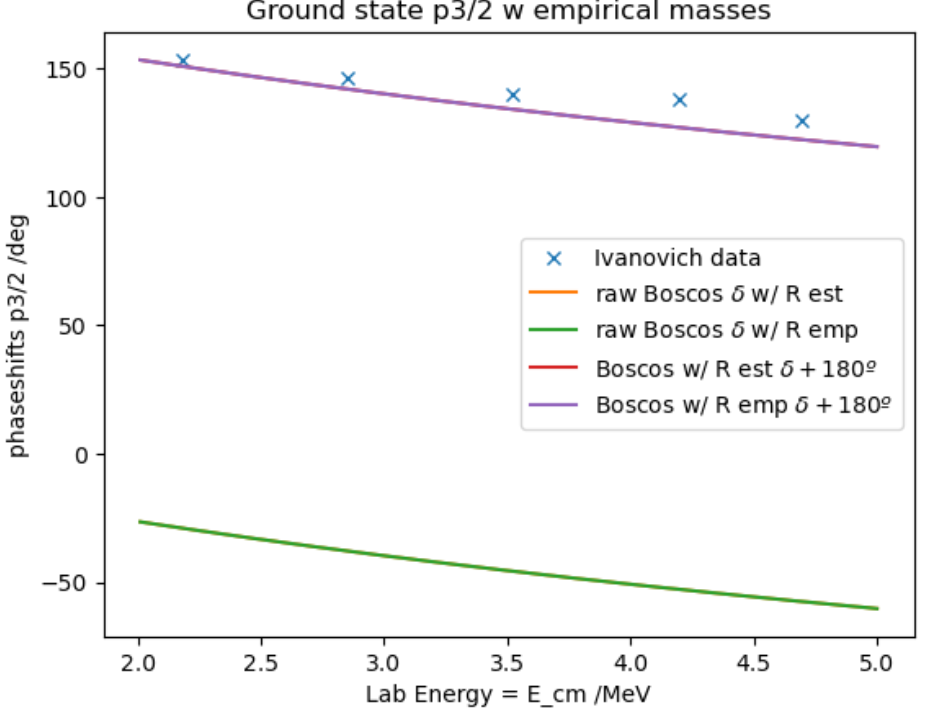 Ground state p3/2 w empirical masses
150
100
50
0
−50
phaseshifts p3/2 /deg
Ivanovich data
raw Boscos δ w/ R est
raw Boscos δ w/ R emp
Boscos w/ R est δ + 180º
Boscos w/ R emp δ + 180º
2.0 2.5 3.0 3.5 4.0 4.5 5.0
Lab Energy = E_cm /MeV